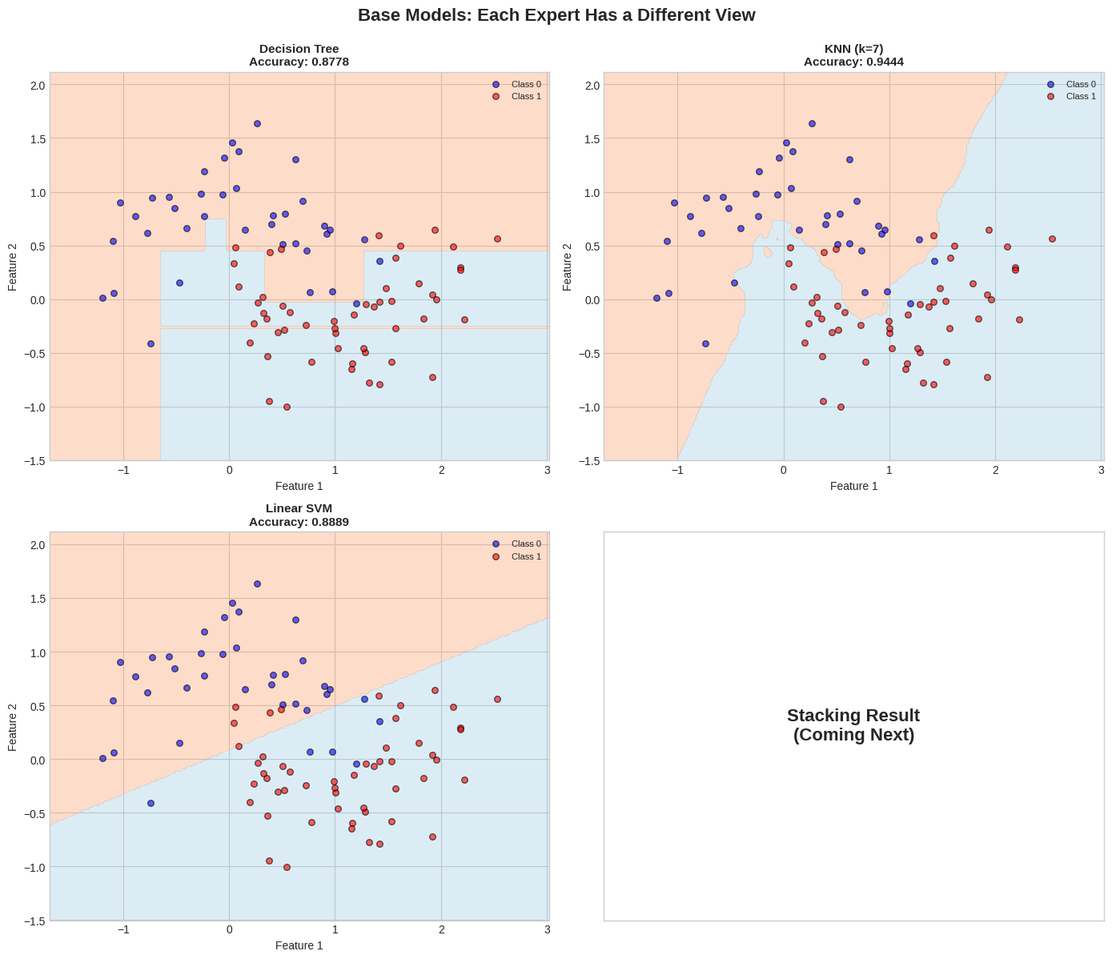 Base Models: Each Expert Has a Different View
Decision Tree
Accuracy: 0.8778
Class 0
Class 1
2.0
1.5
1.0
0.5
0.0
−0.5
−1.0
−1.5
Feature 2
−1
0
1
2
3
Feature 1
KNN (k=7)
Accuracy: 0.9444
Class 0
Class 1
2.0
1.5
1.0
0.5
0.0
−0.5
−1.0
−1.5
Feature 2
−1
0
1
2
3
Feature 1
Linear SVM
Accuracy: 0.8889
Class 0
Class 1
2.0
1.5
1.0
0.5
0.0
−0.5
−1.0
−1.5
Feature 2
−1
0
1
2
3
Feature 1
Stacking Result
(Coming Next)